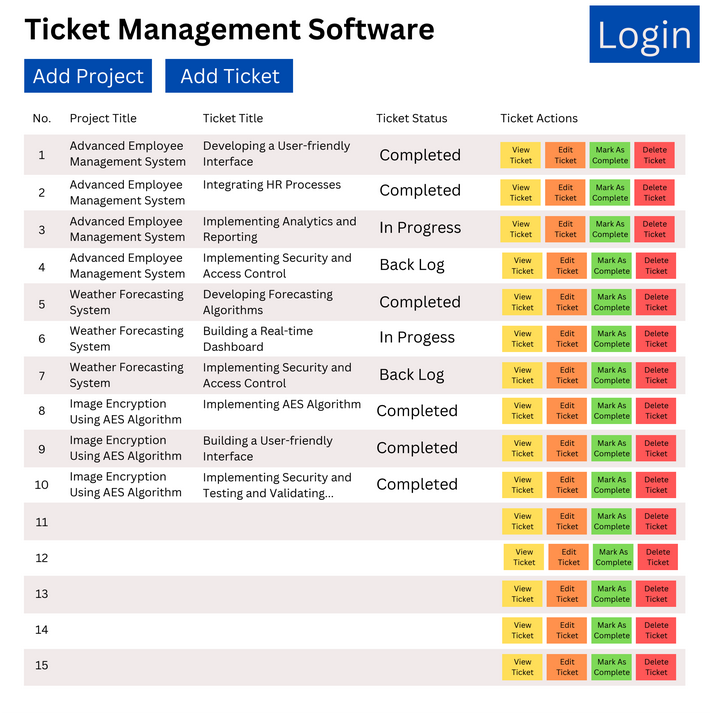 Ticket Management Software
Login
Add Project
Add Ticket
No. Project Title Ticket Title Ticket Status Ticket Actions
1 Advanced Employee Developing a User-friendly Completed View Edit Mark As Delete
Management System Interface Ticket Ticket Complete Ticket
2 Advanced Employee Integrating HR Processes Completed View Edit Mark As Delete
Management System Ticket Ticket Complete Ticket
3 Advanced Employee Implementing Analytics and In Progress View Edit Mark As Delete
Management System Reporting Ticket Ticket Complete Ticket
4 Advanced Employee Implementing Security and Back Log View Edit Mark As Delete
Management System Access Control Ticket Ticket Complete Ticket
5 Weather Forecasting Developing Forecasting Completed View Edit Mark As Delete
System Algorithms Ticket Ticket Complete Ticket
6 Weather Forecasting Building a Real-time In Progess View Edit Mark As Delete
System Dashboard Ticket Ticket Complete Ticket
7 Weather Forecasting Implementing Security and Back Log View Edit Mark As Delete
System Access Control Ticket Ticket Complete Ticket
8 Image Encryption Implementing AES Algorithm Completed View Edit Mark As Delete
Using AES Algorithm Ticket Ticket Complete Ticket
9 Image Encryption Building a User-friendly Completed View Edit Mark As Delete
Using AES Algorithm Interface Ticket Ticket Complete Ticket
10 Image Encryption Implementing Security and Completed View Edit Mark As Delete
Using AES Algorithm Testing and Validating... Ticket Ticket Complete Ticket
11 View Edit Mark As Delete
Ticket Ticket Complete Ticket
12 View Edit Mark As Delete
Ticket Ticket Complete Ticket
13 View Edit Mark As Delete
Ticket Ticket Complete Ticket
14 View Edit Mark As Delete
Ticket Ticket Complete Ticket
15 View Edit Mark As Delete
Ticket Ticket Complete Ticket